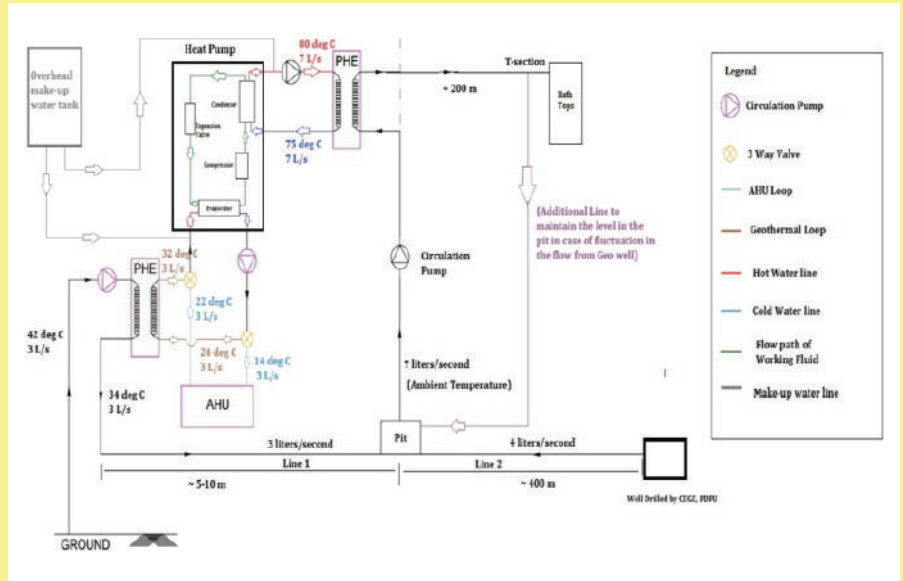 Heat Pump
80 deg C
7 L/s
PHE
T-section
Overhead
make-up
water tank
Condenser
Expansion
Valve
Compressor
Evaporator
~ 200 m
Bath
Tops
75 deg C
7 L/s
(Additional Line to
maintain the level in the
pit in case of fluctuation in
the flow from Geo well)
Circulation
Pump
PHE
32 deg C
3 L/s
22 deg C
3 L/s
42 deg C
3 L/s
26 deg C
3 L/s
14 deg C
3 L/s
7 liters/second
(Ambient Temperature)
34 deg C
3 L/s
AHU
3 liters/second
Pit
4 liters/second
Line 1
Line 2
~ 5-10 m
~ 400 m
Well Drilled by CEGE, PDPU
GROUND
Legend
Circulation Pump
3 Way Valve
AHU Loop
Geothermal Loop
Hot Water line
Cold Water line
Flow path of
Working Fluid
Make-up water line